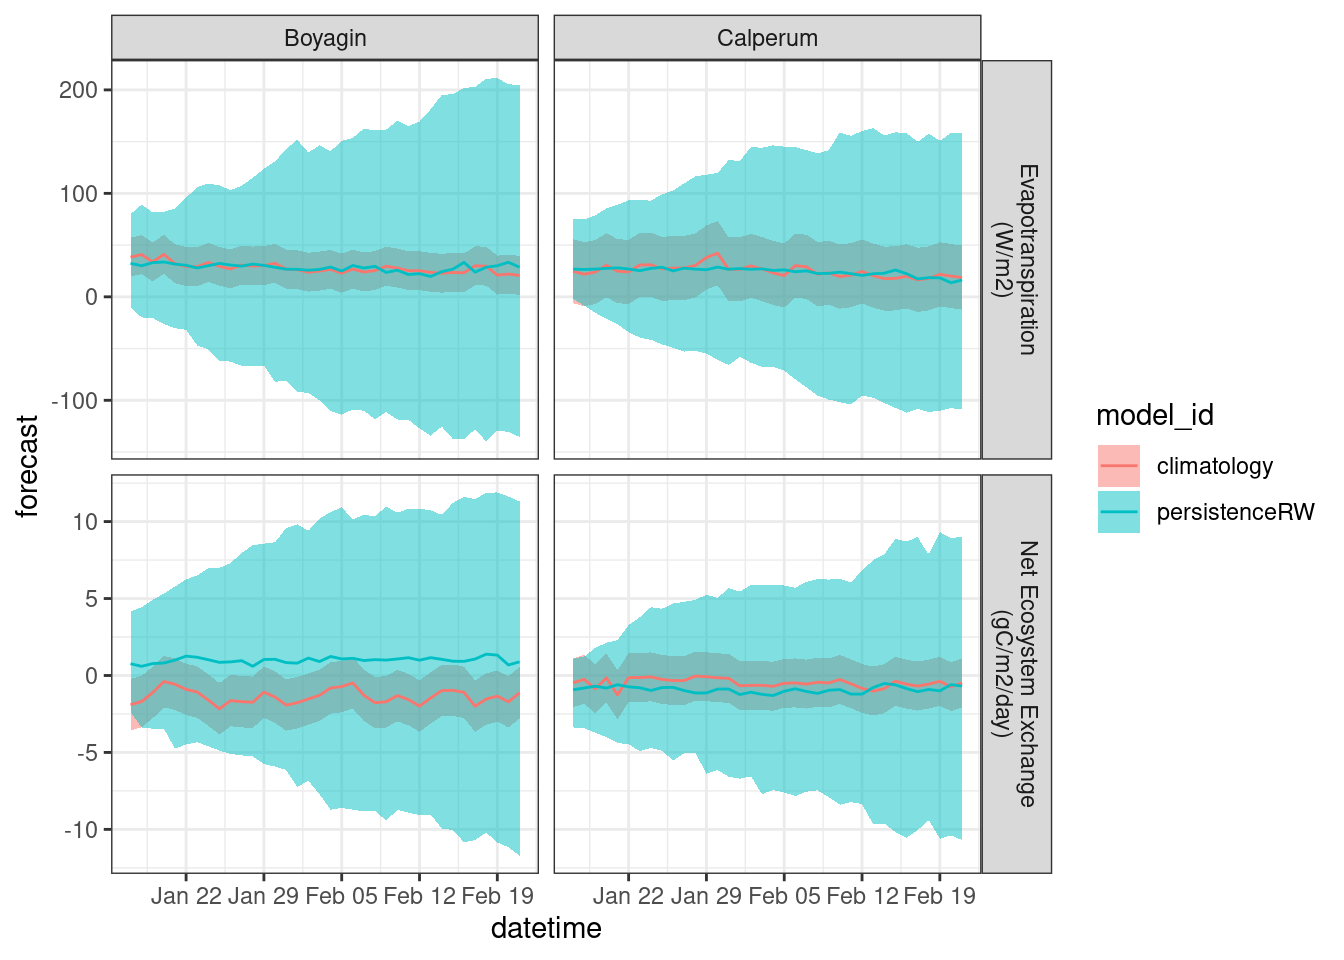 Boyagin
Calperum
200
100
0
-100
Evapotranspiration
(W/m2)
forecast
10
5
0
-5
-10
Net Ecosystem Exchange
(gC/m2/day)
Jan 22 Jan 29 Feb 05 Feb 12 Feb 19
Jan 22 Jan 29 Feb 05 Feb 12 Feb 19
datetime
model_id
climatology
persistenceRW